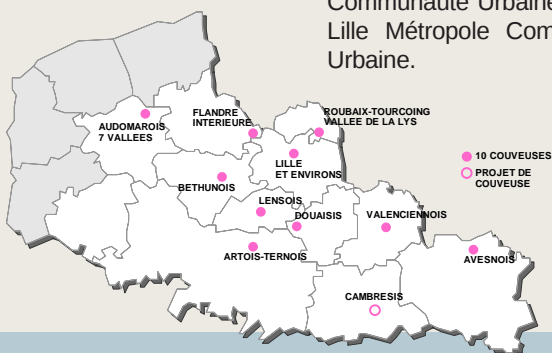 Communauté Urbaine
Lille Métropole Com
Urbaine.
FLANDRE
INTERIEURE
ROUBAIX-TOURCOING
VALLEE DE LA LYS
AUDOMAROIS
7 VALLEES
10 COUVEUSES
PROJET DE
COUVEUSE
LILLE
ET ENVIRONS
BETHUNOIS
LENSOIS
DOUAISIS
VALENCIENNOIS
ARTOIS-TERNOIS
AVESNOIS
CAMBRESIS